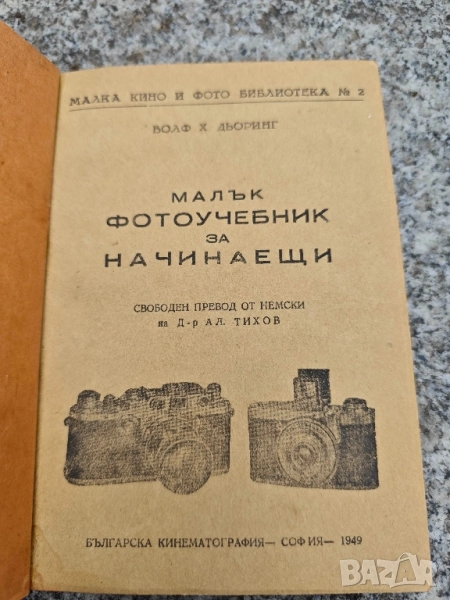 МАЛКА КИНО И ФОТО БИБЛИОТЕКА № 2
ВОЛФ Х ДЬОРИНГ
МАЛЪК
ФОТОУЧЕБНИК
ЗА
НАЧИНАЕЩИ
СВОБОДЕН ПРЕВОД ОТ НЕМСКИ
на Д-р АЛ. ТИХОВ
БЪЛГАРСКА КИНЕМАТОГРАФИЯ— СОФИЯ— 1949
BAZAR